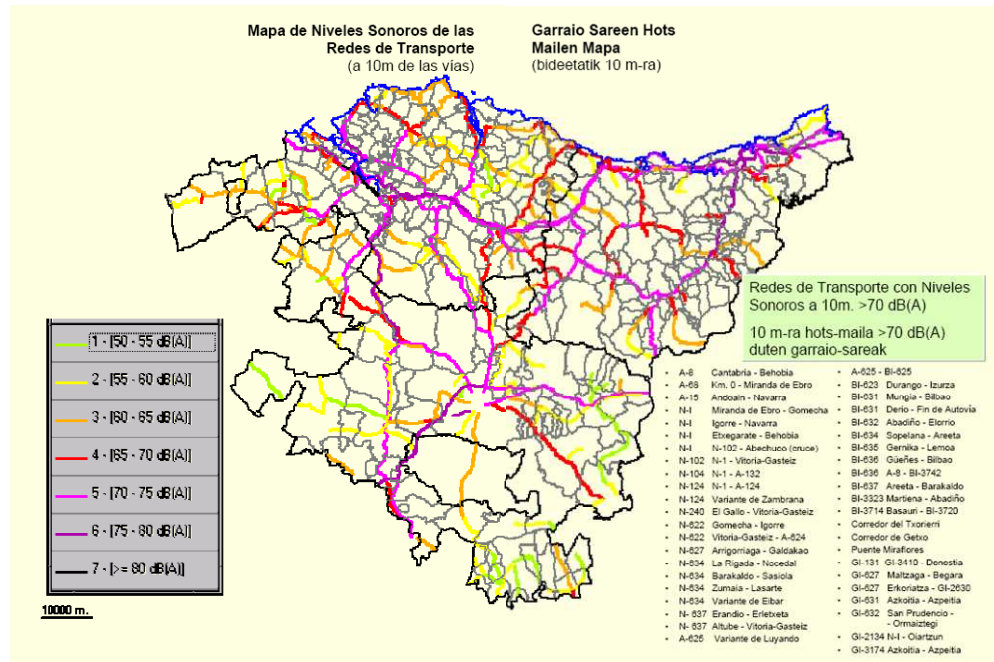 Mapa de Niveles Sonoros de las
Redes de Transporte
(a 10m de las vías)
Garraio Sareen Hots
Mailen Mapa
(bideetatik 10 m-ra)
Redes de Transporte con Niveles
Sonoros a 10m. >70 dB(A)
10 m-ra hots-maila >70 dB(A)
duten garraio-sareak
1 - [50 - 55 dB(A)]
2 - [55 - 60 dB(A)]
3 - [60 - 65 dB(A)]
4 - [65 - 70 dB(A)]
5 - [70 - 75 dB(A)]
6 - [75 - 80 dB(A)]
7 - [>= 80 dB(A)]
10000 m.
• A-8 Cantabria - Behobia
• A-68 Km. 0 - Miranda de Ebro
• A-15 Andoain - Navarra
• N-I Miranda de Ebro - Gomecha
• N-I Igorre - Navarra
• N-I Etxegarate - Behobia
• N-I N-102 - Abechuco (cruce)
• N-102 N-1 - Vitoria-Gasteiz
• N-104 N-1 - A-132
• N-124 N-1 - A-124
• N-124 Variante de Zambrana
• N-240 El Gallo - Vitoria-Gasteiz
• N-622 Gomecha - Igorre
• N-622 Vitoria-Gasteiz - A-624
• N-627 Arrigorriaga - Galdakao
• N-634 La Rigada - Nocedal
• N-634 Barakaldo - Sasiola
• N-634 Zumaia - Lasarte
• N-634 Variante de Eibar
• N- 637 Erandio - Erletxeta
• N- 637 Altube - Vitoria-Gasteiz
• A-625 Variante de Luyando
• A-625 - BI-625
• BI-623 Durango - Izurza
• BI-631 Mungia - Bilbao
• BI-631 Derio - Fin de Autovía
• BI-632 Abadiño - Elorrio
• BI-634 Sopelana - Areeta
• BI-635 Gernika - Lemoa
• BI-636 Güeñes - Bilbao
• BI-636 A-8 - BI-3742
• BI-637 Areeta - Barakaldo
• BI-3323 Martiena - Abadiño
• BI-3714 Basauri - BI-3720
• Corredor del Txorierri
• Corredor de Getxo
• Puente Miraflores
• GI-131 GI-3410 - Donostia
• GI-627 Maltzaga - Begara
• GI-627 Erkoriatza - GI-2630
• GI-631 Azkoitia - Azpeitia
• GI-632 San Prudencio -
- Ormaiztegi
• GI-2134 N-I - Oiartzun
• GI-3174 Azkoitia - Azpeitia